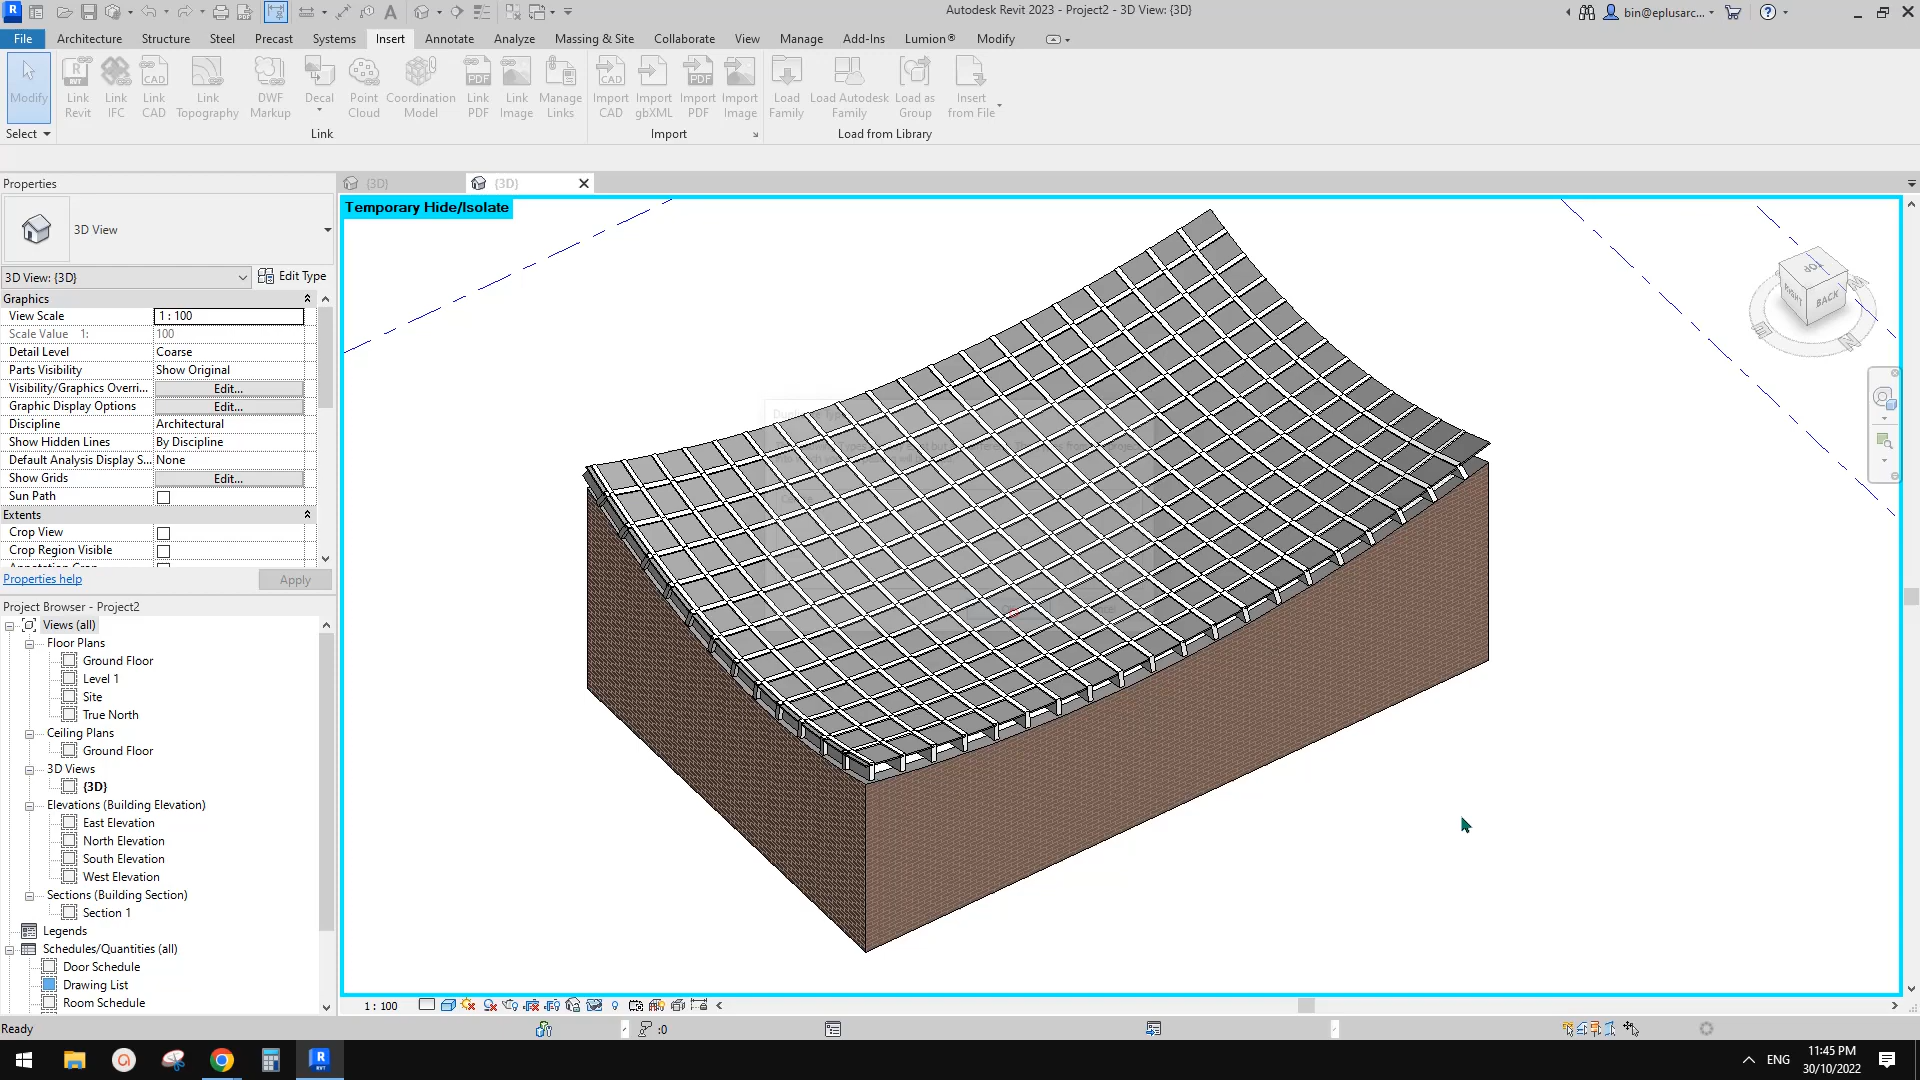 Autodesk Revit 2023 - Project2 - 3D View: {3D}
bin@eplusarc...
File Architecture Structure Steel Precast Systems Insert Annotate Analyze Massing & Site Collaborate View Manage Add-Ins Lumion® Modify
Modify
Link Revit
Link IFC
Link CAD
Link Topography
DWF Markup
Decal
Point Cloud
Coordination Model
Link PDF
Link Image
Manage Links
Import CAD
Import gbXML
Import PDF
Import Image
Load Family
Load Autodesk Family
Load as Group
Insert from File
Select
Link
Import
Load from Library
Properties
{3D}
{3D}
Temporary Hide/Isolate
3D View
3D View: {3D}
Edit Type
Graphics
View Scale 1 : 100
Scale Value 1: 100
Detail Level Coarse
Parts Visibility Show Original
Visibility/Graphics Overri... Edit...
Graphic Display Options Edit...
Discipline Architectural
Show Hidden Lines By Discipline
Default Analysis Display S... None
Show Grids Edit...
Sun Path
Extents
Crop View
Crop Region Visible
Properties help
Apply
TOP
RIGHT
BACK
Project Browser - Project2
Views (all)
Floor Plans
Ground Floor
Level 1
Site
True North
Ceiling Plans
Ground Floor
3D Views
{3D}
Elevations (Building Elevation)
East Elevation
North Elevation
South Elevation
West Elevation
Sections (Building Section)
Section 1
Legends
Schedules/Quantities (all)
Door Schedule
Drawing List
Room Schedule
1 : 100
Ready
:0
ENG
11:45 PM
30/10/2022